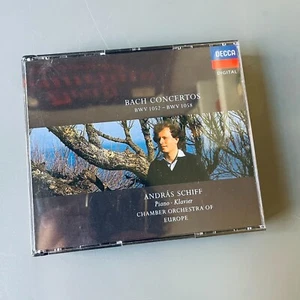 DECCA
DIGITAL
BACH CONCERTOS
BWV 1052 – BWV 1058
ANDRÁS SCHIFF
Piano · Klavier
CHAMBER ORCHESTRA OF
EUROPE